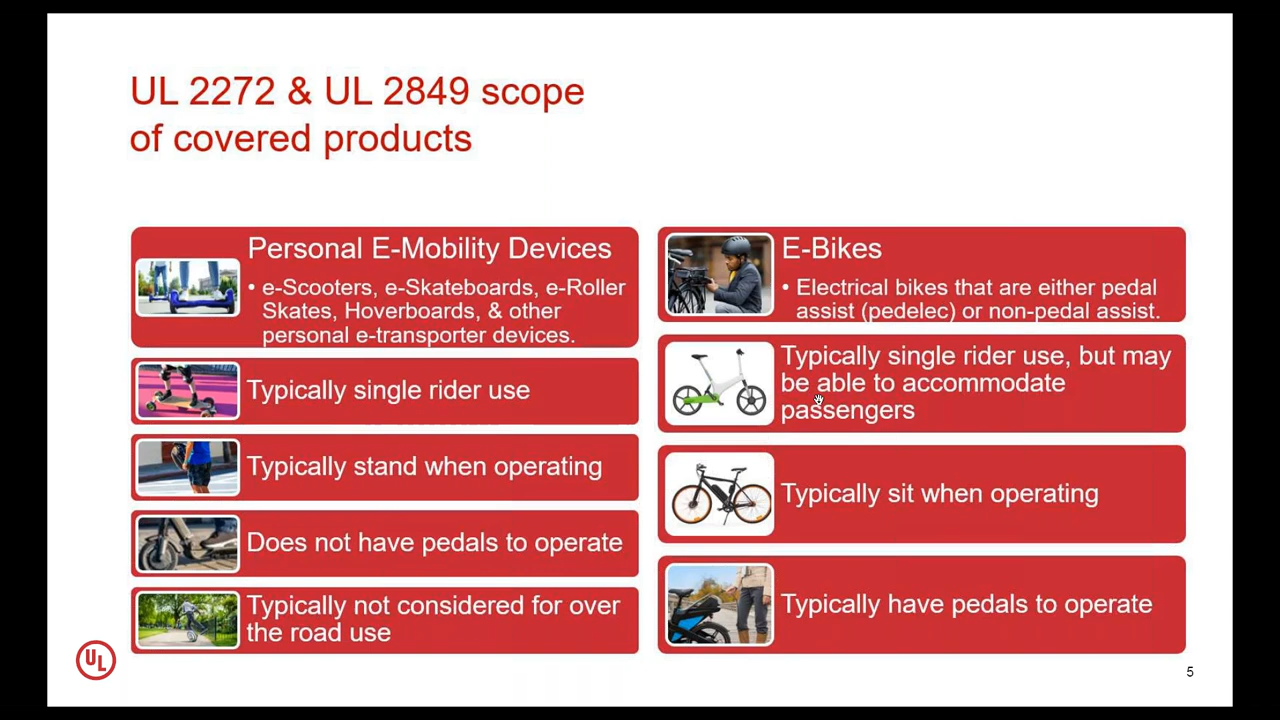 UL 2272 & UL 2849 scope
of covered products
Personal E-Mobility Devices
• e-Scooters, e-Skateboards, e-Roller
Skates, Hoverboards, & other
personal e-transporter devices.
Typically single rider use
Typically stand when operating
Does not have pedals to operate
Typically not considered for over
the road use
E-Bikes
• Electrical bikes that are either pedal
assist (pedelec) or non-pedal assist.
Typically single rider use, but may
be able to accommodate
passengers
Typically sit when operating
Typically have pedals to operate
UL
5